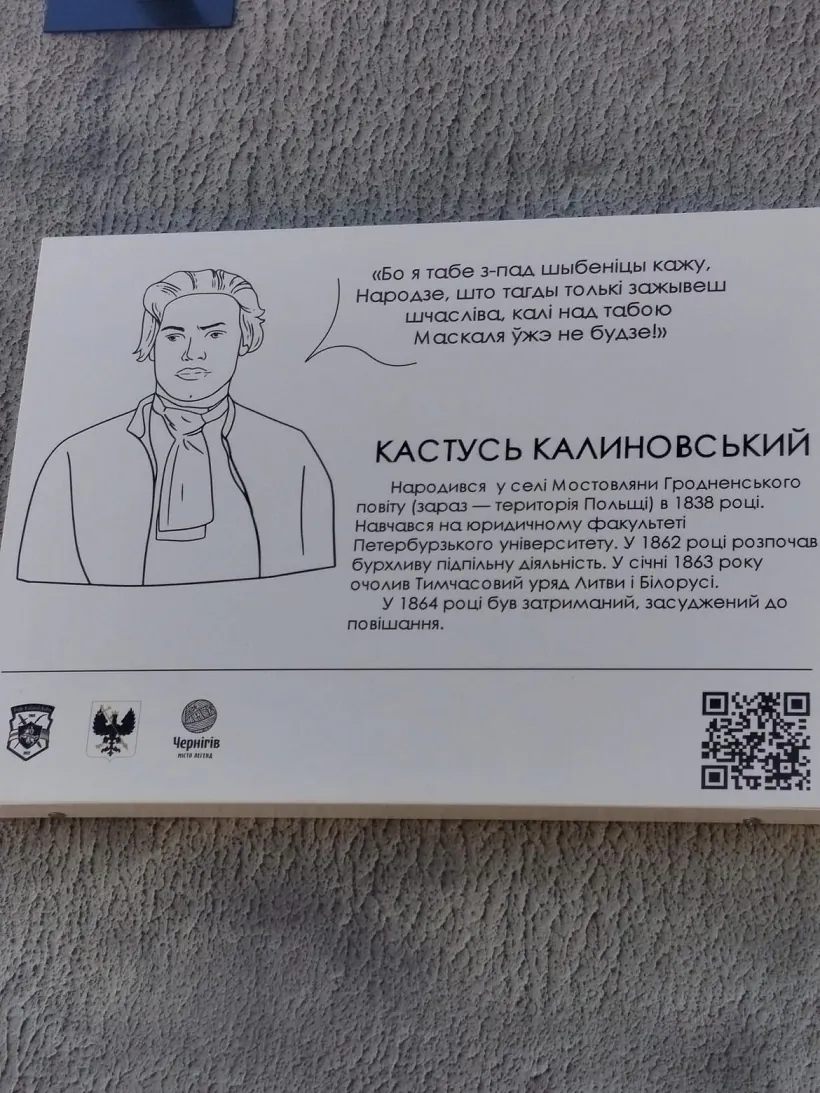 «Бо я табе з-пад шыбеніцы кажу,
Народзе, што тагды толькі зажывеш
шчасліва, калі над табою
Маскаля ўжэ не будзе!»
КАСТУСЬ КАЛИНОВСЬКИЙ
Народився у селі Мостовляни Гродненського
повіту (зараз — територія Польщі) в 1838 році.
Навчався на юридичному факультеті
Петербурзького університету. У 1862 році розпочав
бурхливу підпільну діяльність. У січні 1863 року
очолив Тимчасовий уряд Литви і Білорусі.
У 1864 році був затриманий, засуджений до
повішання.
Чернігів
МІСТО ЛЕГЕНД